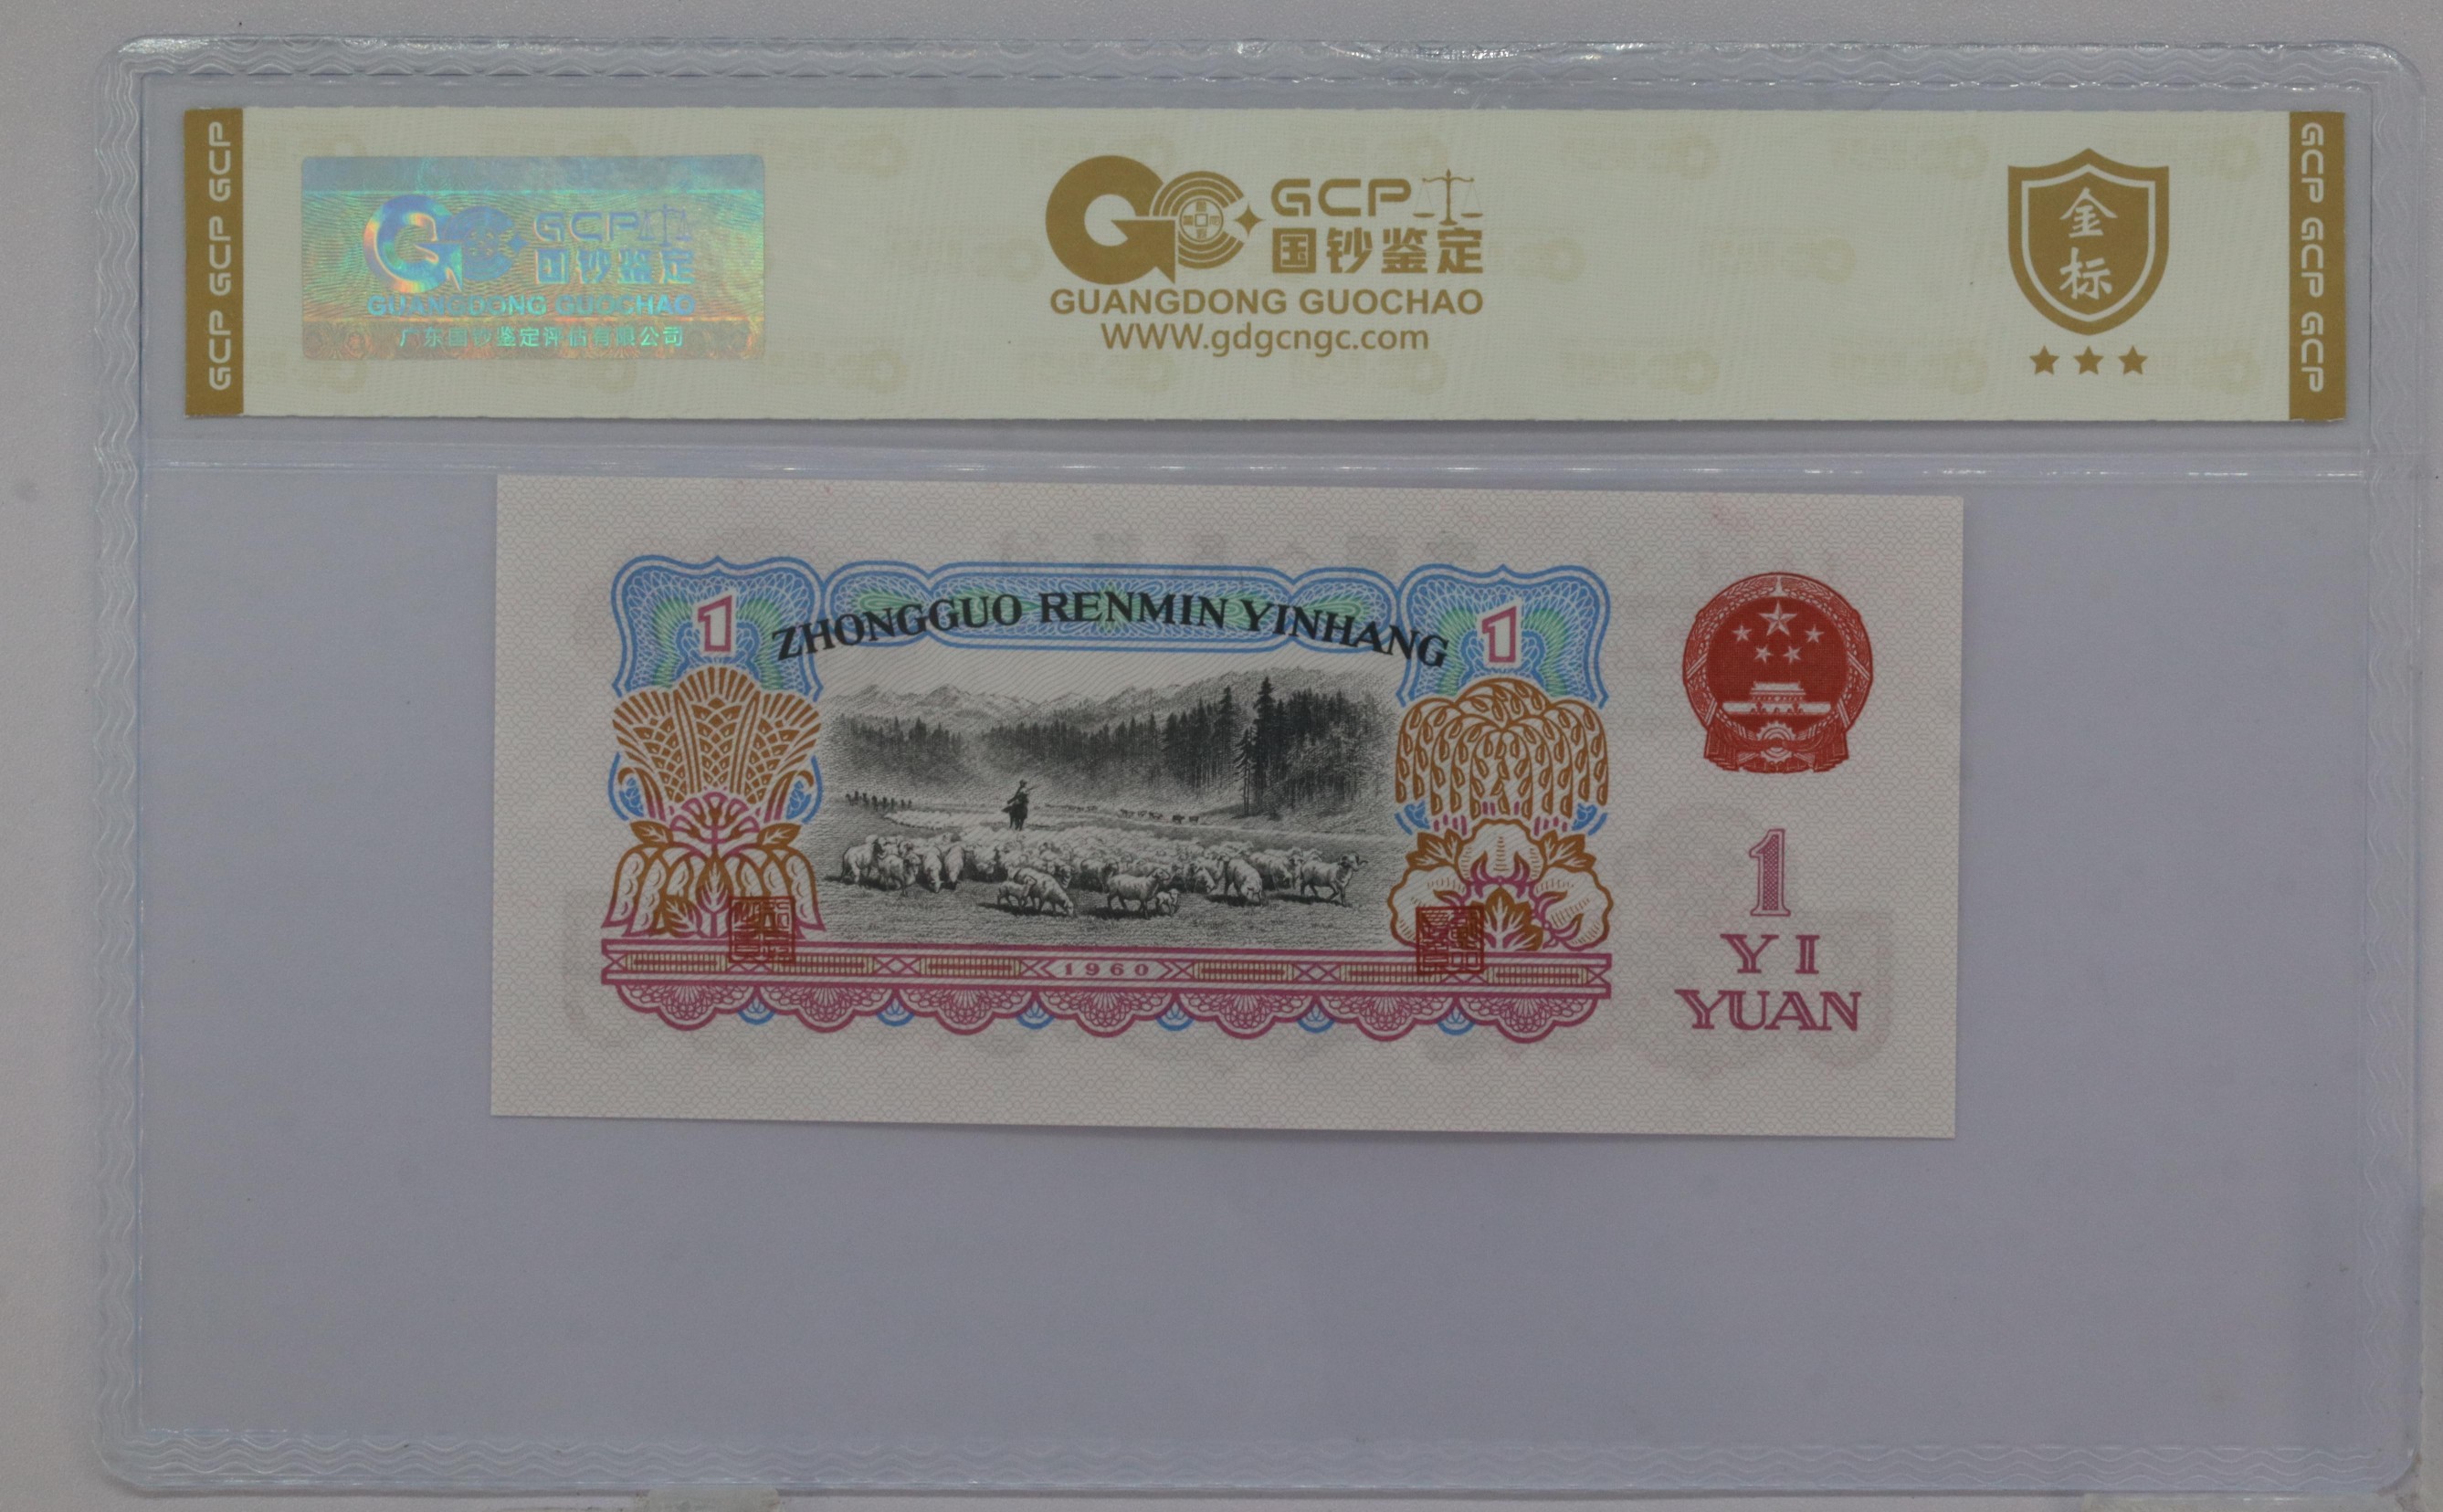 GCP GCP GCP
GCP
国钞鉴定
GUANGDONG GUOCHAO
广东国钞鉴定评估有限公司
GCP
国钞鉴定
GUANGDONG GUOCHAO
WWW.gdgcngc.com
金
标
GCP GCP GCP
1
ZHONGGUO RENMIN YINHANG
1
1960
1
YI
YUAN